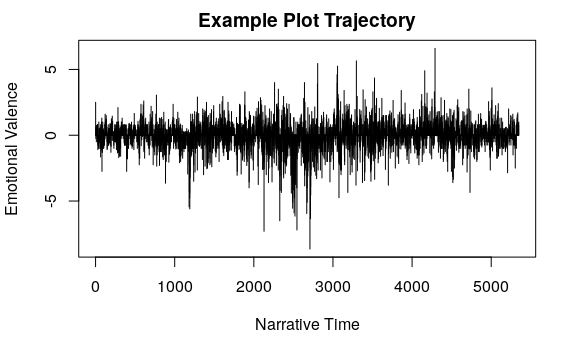 Example Plot Trajectory
Emotional Valence
5
0
-5
0 1000 2000 3000 4000 5000
Narrative Time